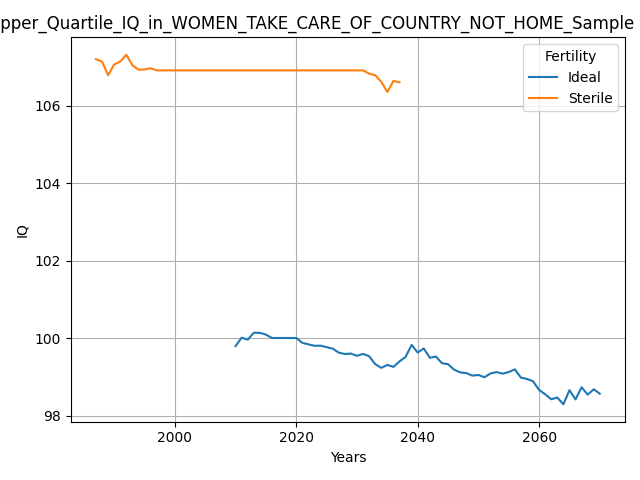 pper_Quartile_IQ_in_WOMEN_TAKE_CARE_OF_COUNTRY_NOT_HOME_Sample
Fertility
Ideal
Sterile
IQ
106
104
102
100
98
2000 2020 2040 2060
Years